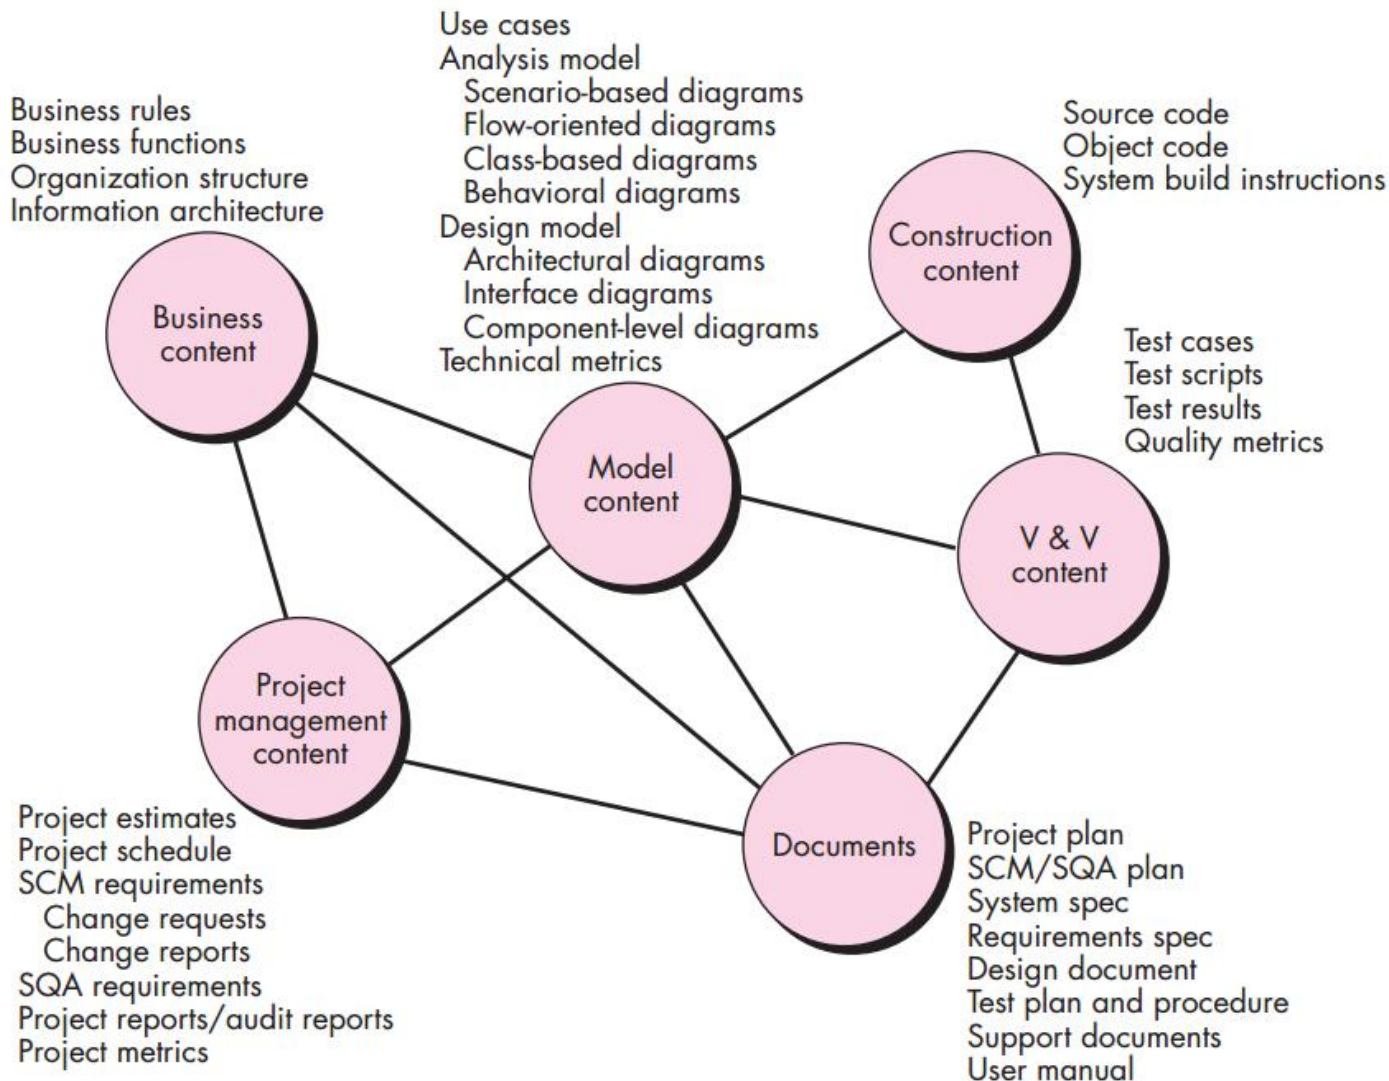 Use cases
Analysis model
Scenario-based diagrams
Flow-oriented diagrams
Class-based diagrams
Behavioral diagrams
Design model
Architectural diagrams
Interface diagrams
Component-level diagrams
Technical metrics
Business rules
Business functions
Organization structure
Information architecture
Source code
Object code
System build instructions
Construction
content
Business
content
Test cases
Test scripts
Test results
Quality metrics
Model
content
V & V
content
Project
management
content
Project estimates
Project schedule
SCM requirements
Change requests
Change reports
SQA requirements
Project reports/audit reports
Project metrics
Documents
Project plan
SCM/SQA plan
System spec
Requirements spec
Design document
Test plan and procedure
Support documents
User manual